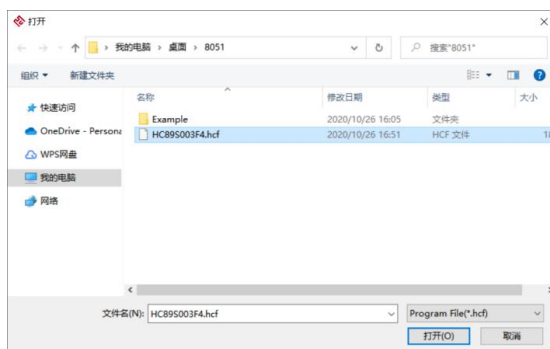 打开
我的电脑 › 桌面 › 8051
搜索"8051"
组织 新建文件夹
名称 修改日期 类型 大小
快速访问
OneDrive - Persona
WPS网盘
我的电脑
网络
Example 2020/10/26 16:05 文件夹
HC89S003F4.hcf 2020/10/26 16:51 HCF 文件
文件名(N): HC89S003F4.hcf Program File(*.hcf)
打开(O) 取消